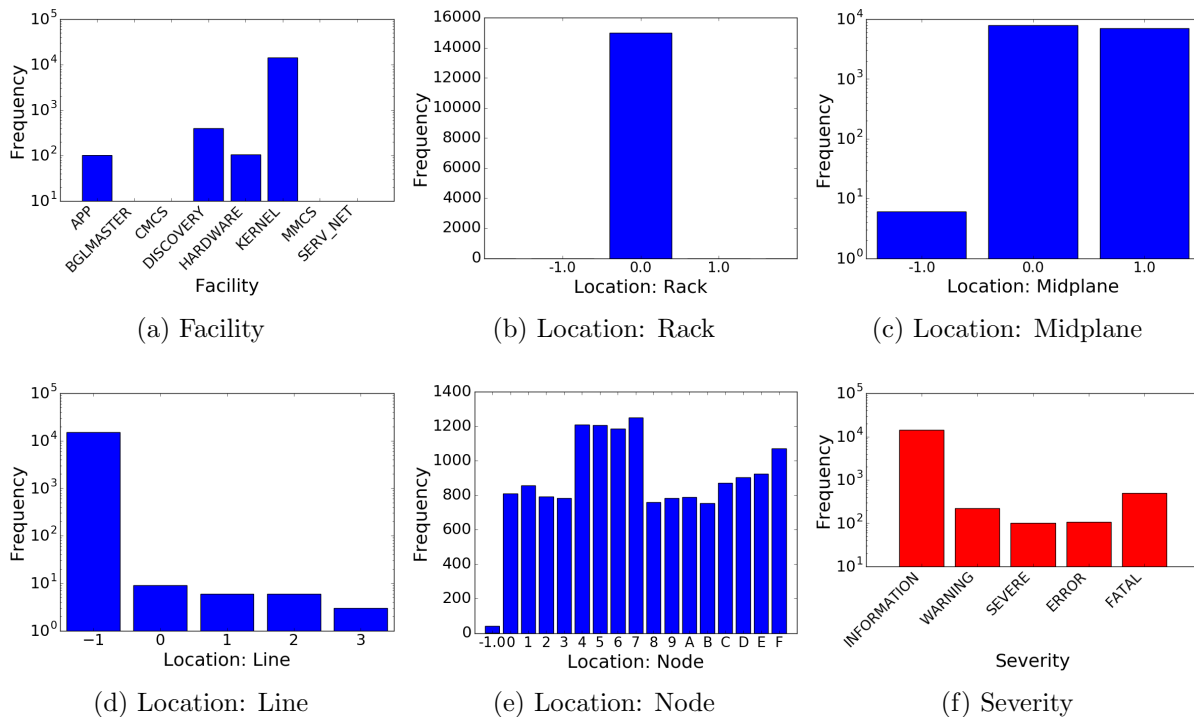 10^5
10^4
10^3
10^2
10^1
Frequency
APP
BGLMASTER
CMCS
DISCOVERY
HARDWARE
KERNEL
MMCS
SERV_NET
Facility
(a) Facility
16000
14000
12000
10000
8000
6000
4000
2000
0
Frequency
-1.0 0.0 1.0
Location: Rack
(b) Location: Rack
10^4
10^3
10^2
10^1
10^0
Frequency
-1.0 0.0 1.0
Location: Midplane
(c) Location: Midplane
10^5
10^4
10^3
10^2
10^1
10^0
Frequency
−1 0 1 2 3
Location: Line
(d) Location: Line
1400
1200
1000
800
600
400
200
0
Frequency
-1.0 0 1 2 3 4 5 6 7 8 9 A B C D E F
Location: Node
(e) Location: Node
10^5
10^4
10^3
10^2
10^1
Frequency
INFORMATION
WARNING
SEVERE
ERROR
FATAL
Severity
(f) Severity